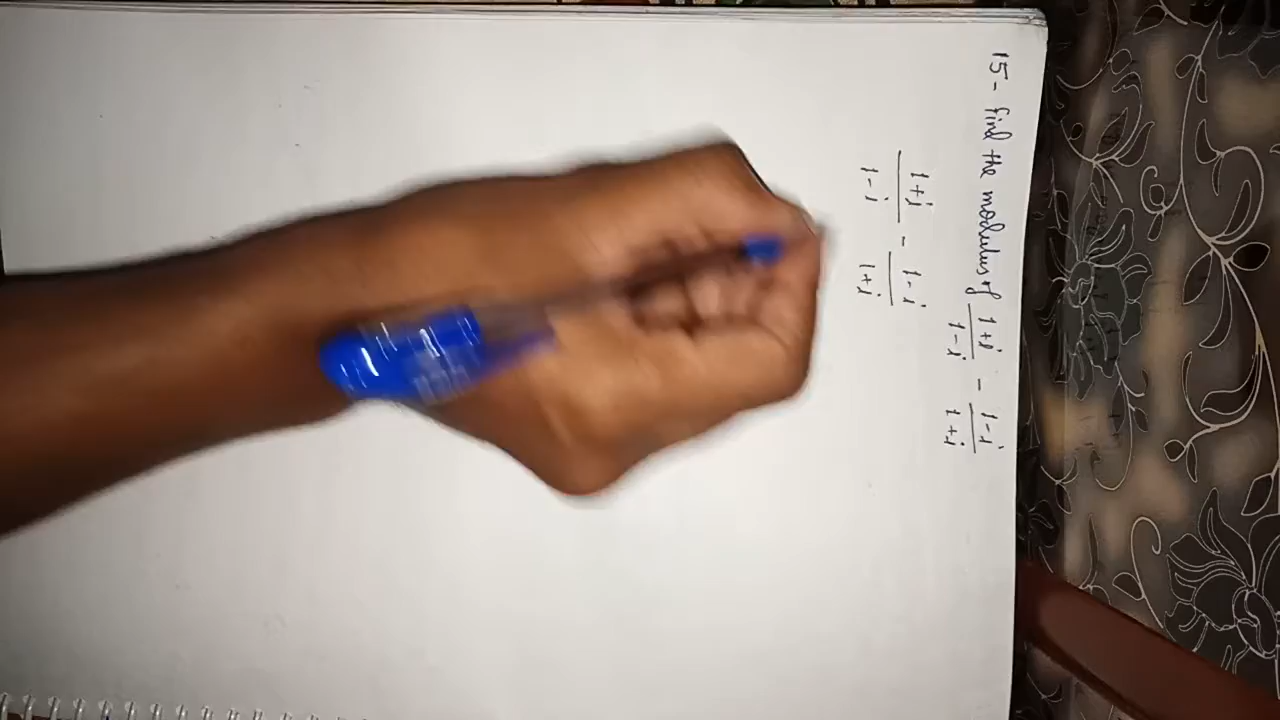 15- find the modulus of 1+i/1-i - 1-i/1+i
1+i/1-i - 1-i/1+i